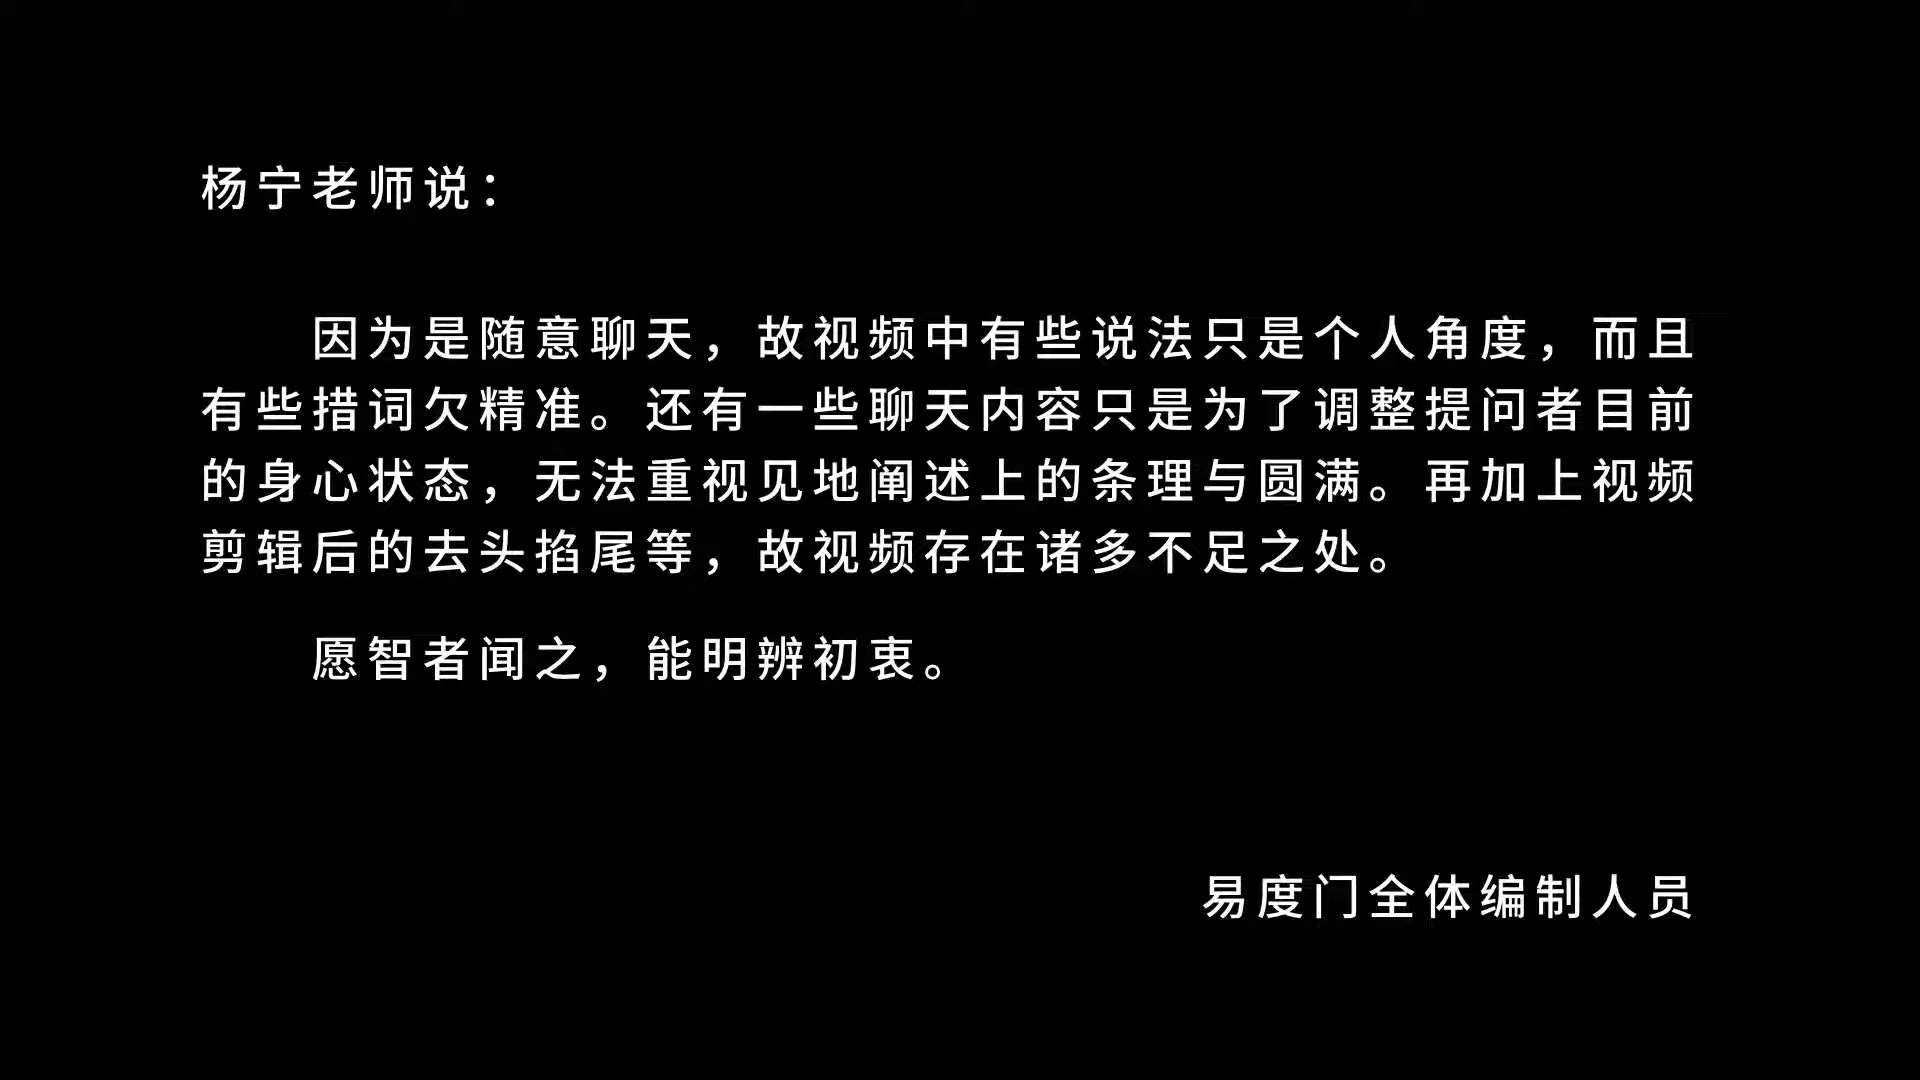 杨宁老师说：
因为是随意聊天，故视频中有些说法只是个人角度，而且
有些措词欠精准。还有一些聊天内容只是为了调整提问者目前
的身心状态，无法重视见地阐述上的条理与圆满。再加上视频
剪辑后的去头掐尾等，故视频存在诸多不足之处。
愿智者闻之，能明辨初衷。
易度门全体编制人员